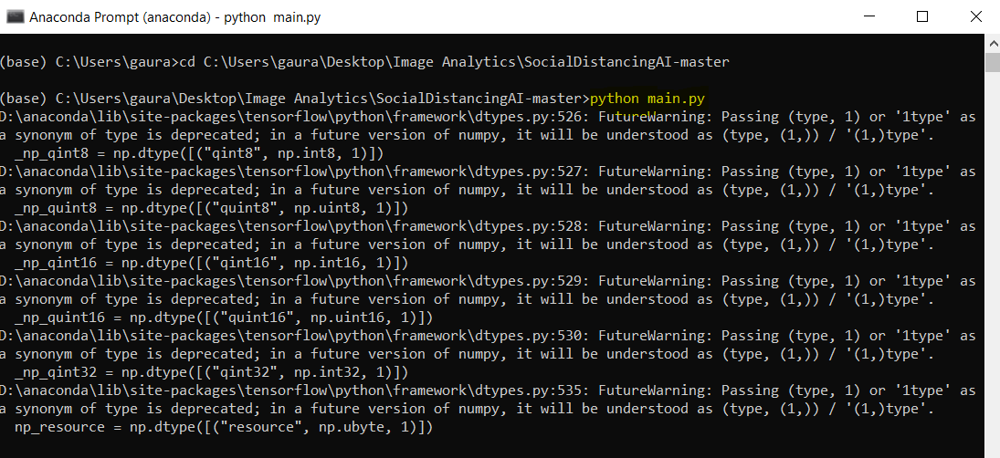 Anaconda Prompt (anaconda) - python  main.py
(base) C:\Users\gaura>cd C:\Users\gaura\Desktop\Image Analytics\SocialDistancingAI-master
(base) C:\Users\gaura\Desktop\Image Analytics\SocialDistancingAI-master>python main.py
D:\anaconda\lib\site-packages\tensorflow\python\framework\dtypes.py:526: FutureWarning: Passing (type, 1) or '1type' as
a synonym of type is deprecated; in a future version of numpy, it will be understood as (type, (1,)) / '(1,)type'.
  _np_qint8 = np.dtype([("qint8", np.int8, 1)])
D:\anaconda\lib\site-packages\tensorflow\python\framework\dtypes.py:527: FutureWarning: Passing (type, 1) or '1type' as
a synonym of type is deprecated; in a future version of numpy, it will be understood as (type, (1,)) / '(1,)type'.
  _np_quint8 = np.dtype([("quint8", np.uint8, 1)])
D:\anaconda\lib\site-packages\tensorflow\python\framework\dtypes.py:528: FutureWarning: Passing (type, 1) or '1type' as
a synonym of type is deprecated; in a future version of numpy, it will be understood as (type, (1,)) / '(1,)type'.
  _np_qint16 = np.dtype([("qint16", np.int16, 1)])
D:\anaconda\lib\site-packages\tensorflow\python\framework\dtypes.py:529: FutureWarning: Passing (type, 1) or '1type' as
a synonym of type is deprecated; in a future version of numpy, it will be understood as (type, (1,)) / '(1,)type'.
  _np_quint16 = np.dtype([("quint16", np.uint16, 1)])
D:\anaconda\lib\site-packages\tensorflow\python\framework\dtypes.py:530: FutureWarning: Passing (type, 1) or '1type' as
a synonym of type is deprecated; in a future version of numpy, it will be understood as (type, (1,)) / '(1,)type'.
  _np_qint32 = np.dtype([("qint32", np.int32, 1)])
D:\anaconda\lib\site-packages\tensorflow\python\framework\dtypes.py:535: FutureWarning: Passing (type, 1) or '1type' as
a synonym of type is deprecated; in a future version of numpy, it will be understood as (type, (1,)) / '(1,)type'.
  np_resource = np.dtype([("resource", np.ubyte, 1)])